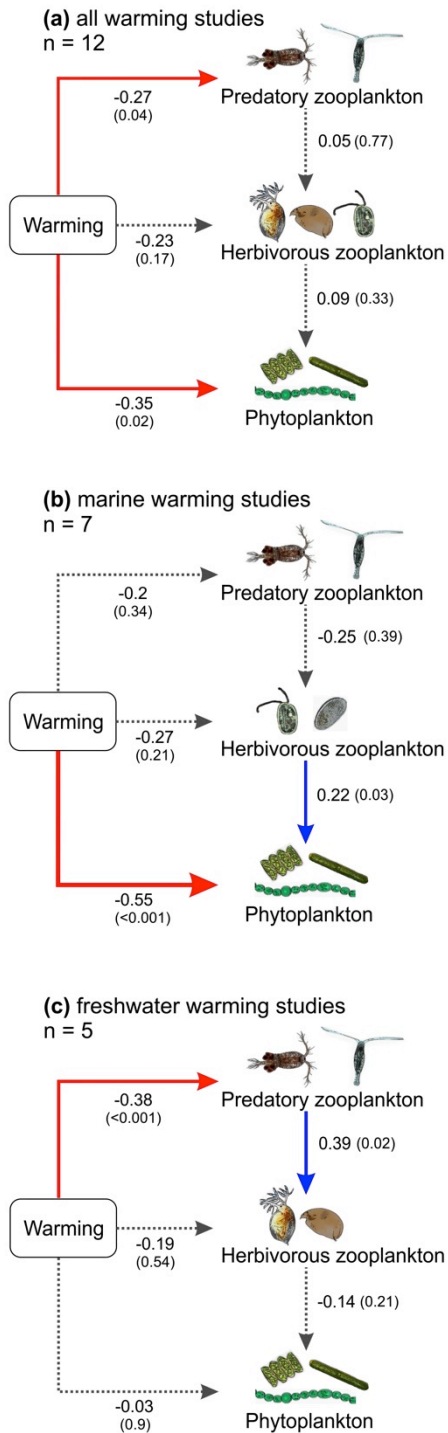 (a) all warming studies
n = 12
-0.27
(0.04)
Predatory zooplankton
0.05 (0.77)
Warming
-0.23
(0.17)
Herbivorous zooplankton
0.09 (0.33)
-0.35
(0.02)
Phytoplankton
(b) marine warming studies
n = 7
-0.2
(0.34)
Predatory zooplankton
-0.25 (0.39)
Warming
-0.27
(0.21)
Herbivorous zooplankton
0.22 (0.03)
-0.55
(<0.001)
Phytoplankton
(c) freshwater warming studies
n = 5
-0.38
(<0.001)
Predatory zooplankton
0.39 (0.02)
Warming
-0.19
(0.54)
Herbivorous zooplankton
-0.14 (0.21)
-0.03
(0.9)
Phytoplankton